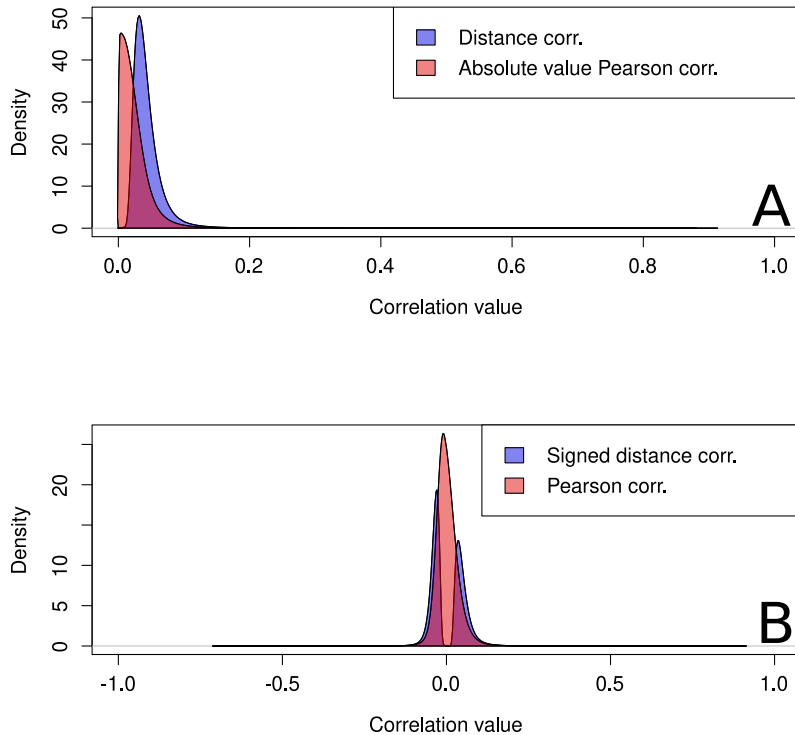 Distance corr.
Absolute value Pearson corr.
Density
50
40
30
20
10
0
A
0.0 0.2 0.4 0.6 0.8 1.0
Correlation value
Signed distance corr.
Pearson corr.
Density
20
10
5
0
B
-1.0 -0.5 0.0 0.5 1.0
Correlation value